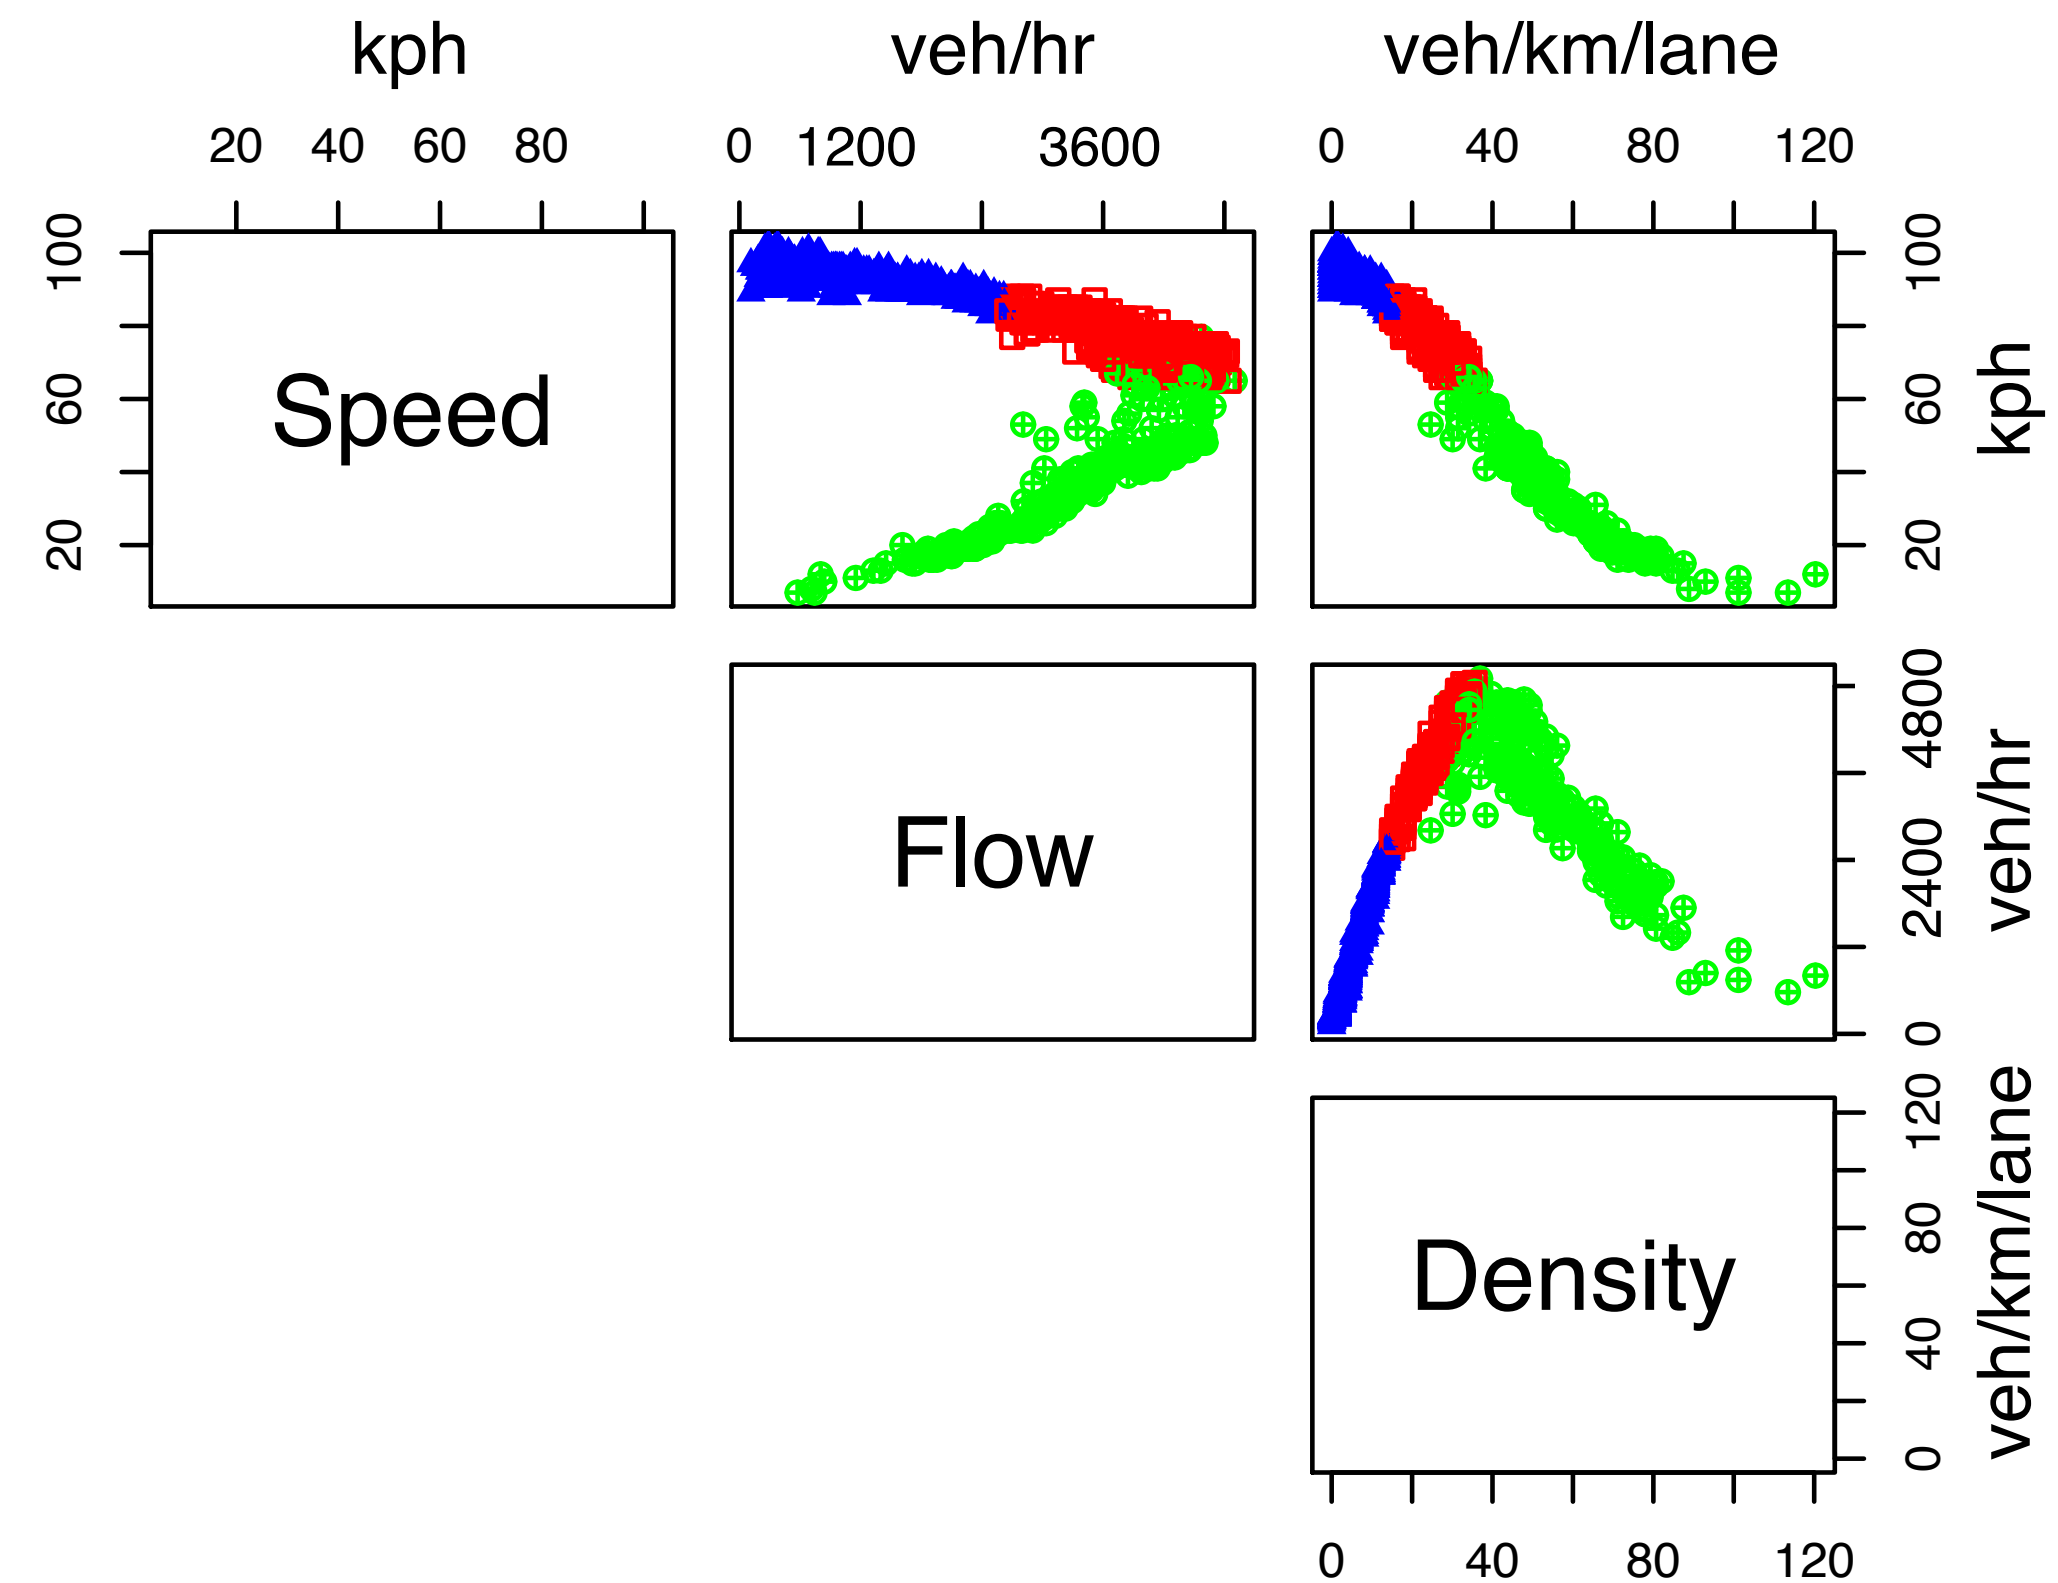 kph veh/hr veh/km/lane
20 40 60 80 0 1200 3600 0 40 80 120
20 60 100
Speed
20 60 100
kph
Flow
0 2400 4800
veh/hr
Density
0 40 80 120
veh/km/lane
0 40 80 120